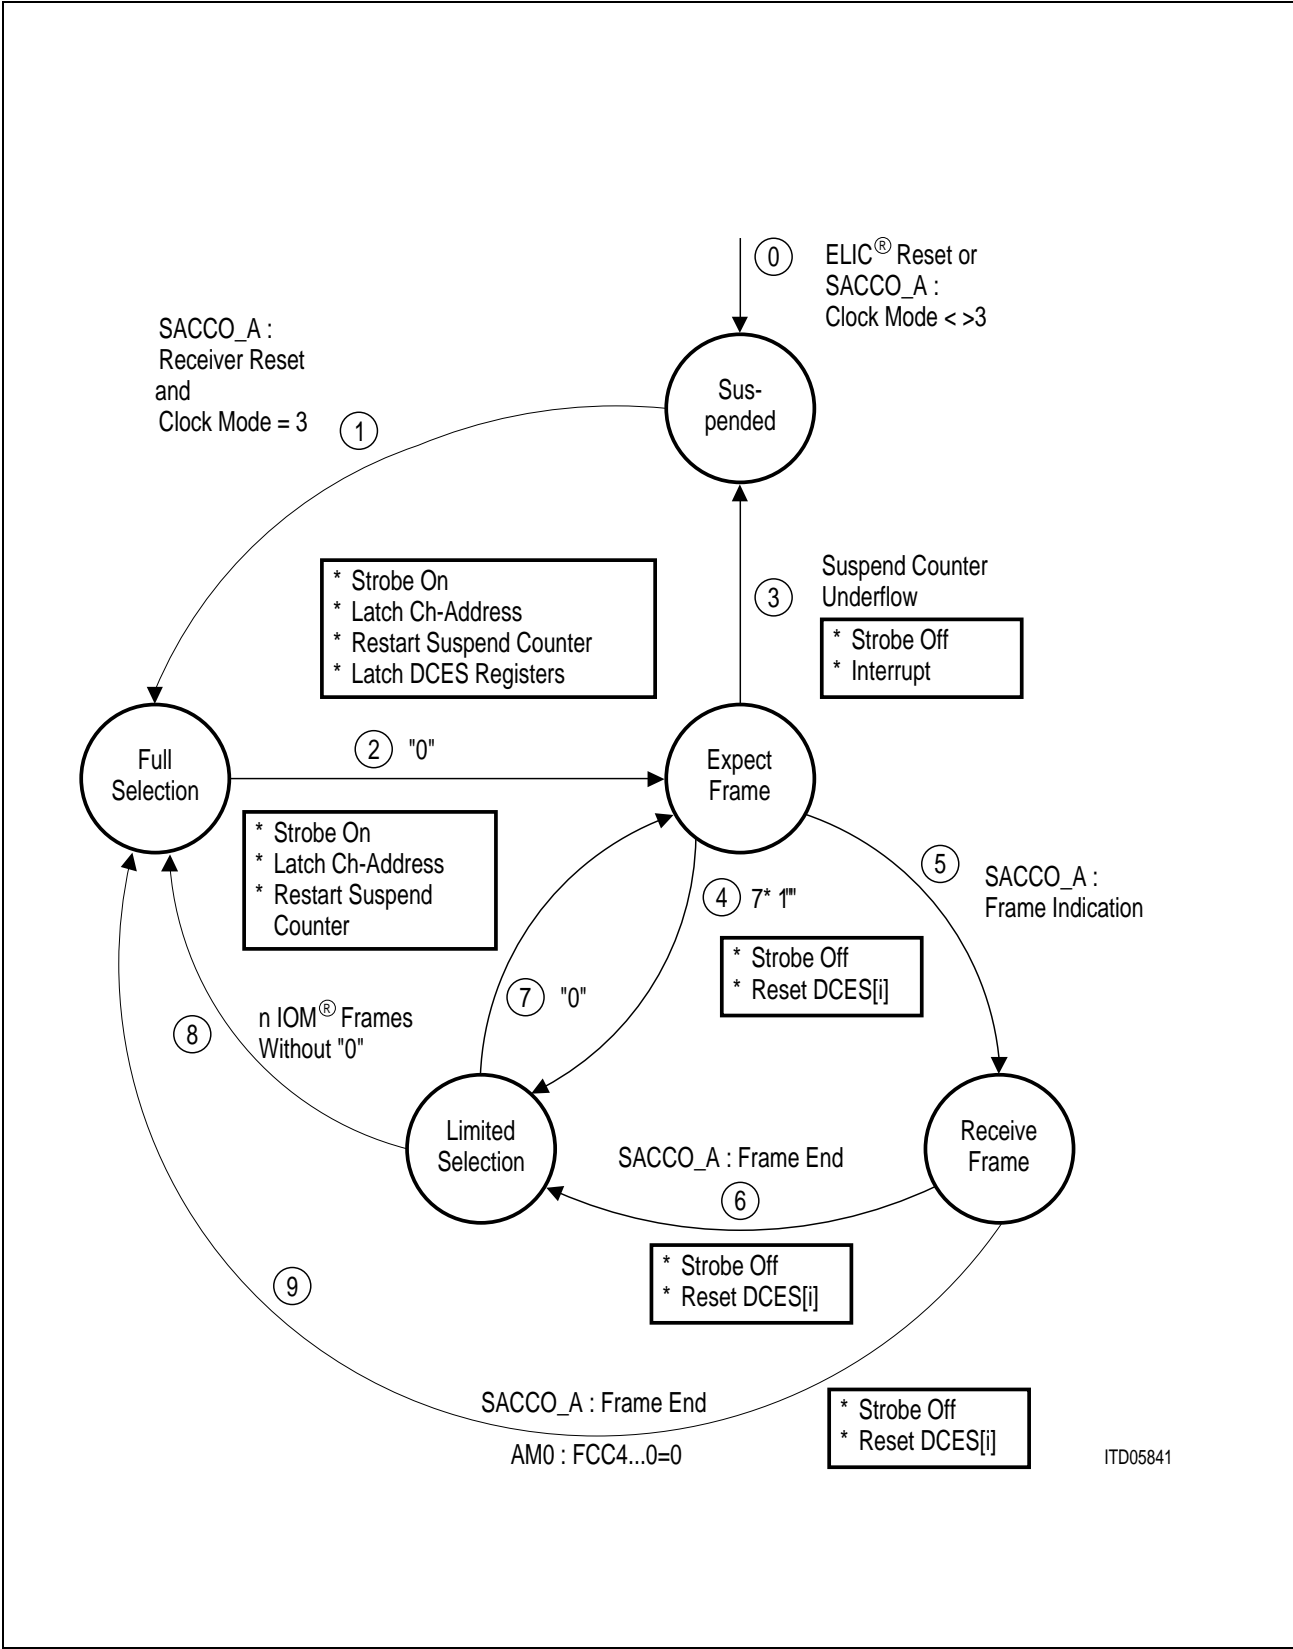 0
ELIC® Reset or
SACCO_A :
Clock Mode < >3
SACCO_A :
Receiver Reset
and
Clock Mode = 3
1
Sus-
pended
* Strobe On
* Latch Ch-Address
* Restart Suspend Counter
* Latch DCES Registers
3
Suspend Counter
Underflow
* Strobe Off
* Interrupt
2 "0"
Full
Selection
Expect
Frame
* Strobe On
* Latch Ch-Address
* Restart Suspend
Counter
4 7* 1""
5
SACCO_A :
Frame Indication
* Strobe Off
* Reset DCES[i]
7 "0"
8
n IOM® Frames
Without "0"
Limited
Selection
Receive
Frame
SACCO_A : Frame End
6
* Strobe Off
* Reset DCES[i]
9
SACCO_A : Frame End
AM0 : FCC4...0=0
* Strobe Off
* Reset DCES[i]
ITD05841